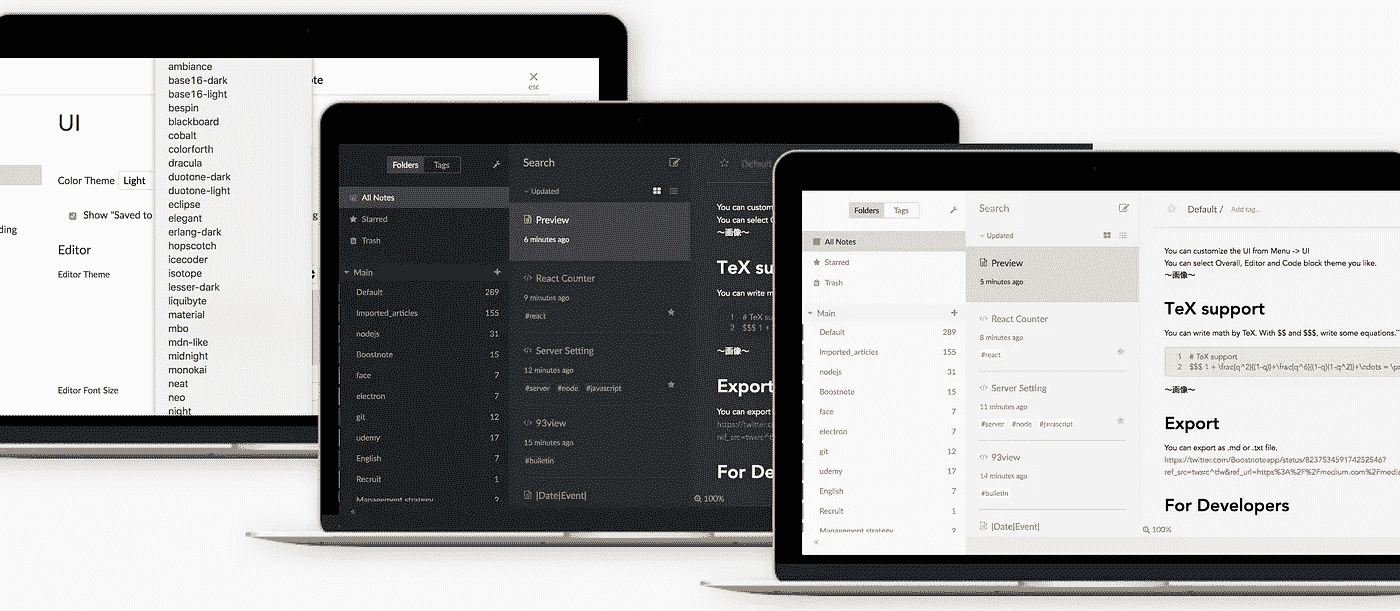 ambiance
base16-dark
base16-light
bespin
blackboard
cobalt
colorforth
dracula
duotone-dark
duotone-light
eclipse
elegant
erlang-dark
hopscotch
icecoder
isotope
lesser-dark
liquibyte
material
mbo
mdn-like
midnight
monokai
neat
neo
night
ote
esc
UI
Color Theme Light
Show "Saved to
ding
Editor
Editor Theme
Editor Font Size
Folders Tags
All Notes
Starred
Trash
Main
Default 289
Imported_articles 155
nodejs 31
Boostnote 15
face 7
electron 7
git 12
udemy 17
English 7
Recruit 1
Management strategy 2
Search
Updated
Preview
6 minutes ago
React Counter
9 minutes ago
#react
Server Setting
12 minutes ago
#server #node #javascript
93view
15 minutes ago
#bulletin
|Date|Event|
Default
You can custom
You can select
〜画像〜
TeX su
You can write m
1 # TeX su
2 $$$ 1 +
〜画像〜
Export
You can export
https://twitter.c
ref_src=twsrc^t
For De
100%
Folders Tags
All Notes
Starred
Trash
Main
Default 289
Imported_articles 155
nodejs 31
Boostnote 15
face 7
electron 7
git 12
udemy 17
English 7
Recruit 1
Management strategy 2
Search
Updated
Preview
5 minutes ago
React Counter
8 minutes ago
#react
Server Setting
11 minutes ago
#server #node #javascript
93view
14 minutes ago
#bulletin
|Date|Event|
Default / Add tag...
You can customize the UI from Menu -> UI
You can select Overall, Editor and Code block theme you like.
〜画像〜
TeX support
You can write math by TeX. With $$ and $$$, write some equations.
1 # TeX support
2 $$$ 1 + \frac{q^2}{(1-q)}+\frac{q^6}{(1-q)(1-q^2)}+\cdots = \p
〜画像〜
Export
You can export as .md or .txt file.
https://twitter.com/Boostnoteapp/status/823753459174252546?
ref_src=twsrc^tfw&ref_url=https%3A%2F%2Fmedium.com%2Fmedia
For Developers
100%